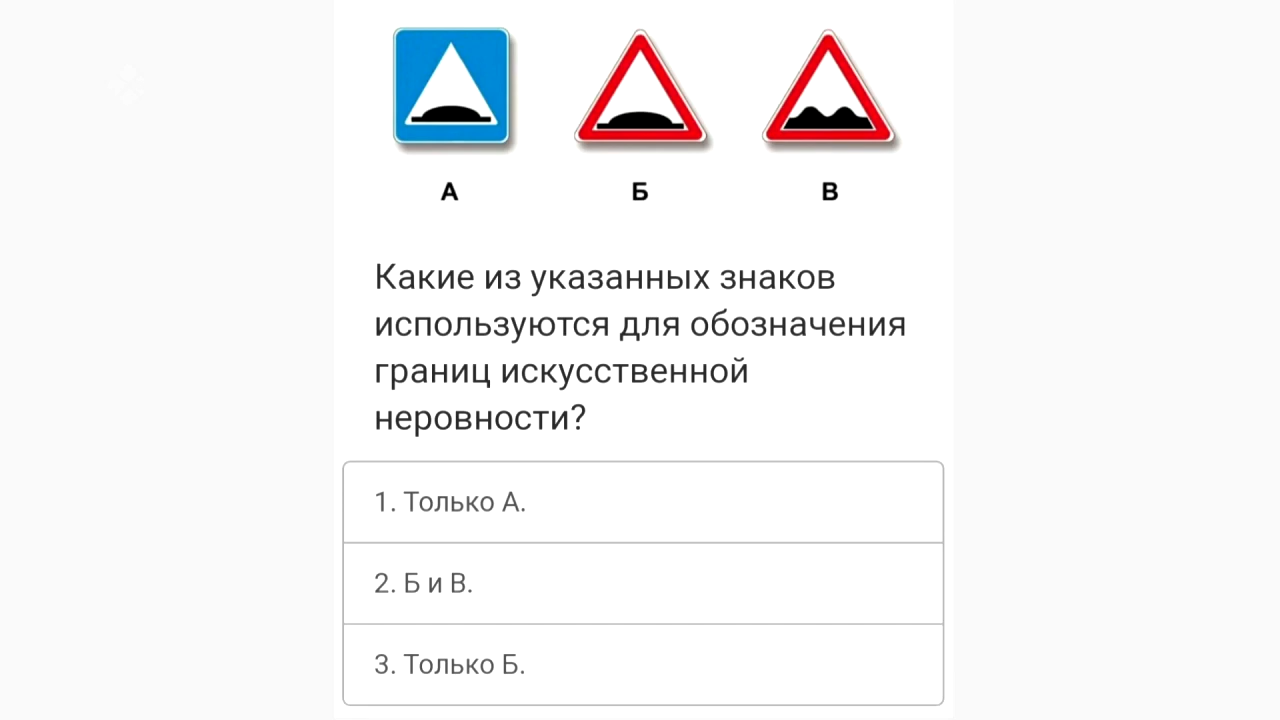 А Б В
Какие из указанных знаков
используются для обозначения
границ искусственной
неровности?
1. Только А.
2. Б и В.
3. Только Б.